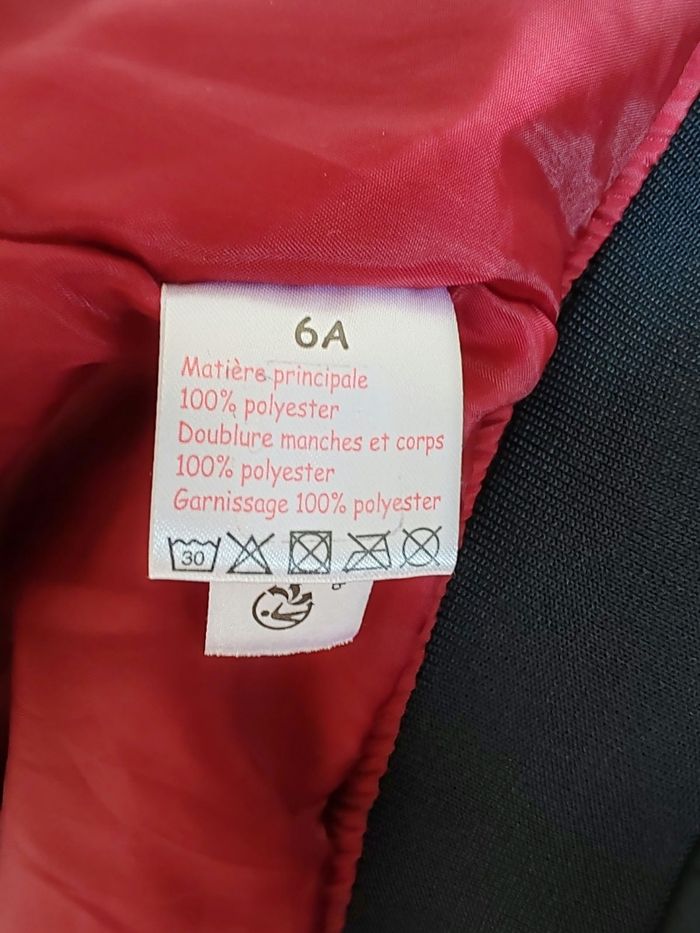 6A
Matière principale
100% polyester
Doublure manches et corps
100% polyester
Garnissage 100% polyester
30